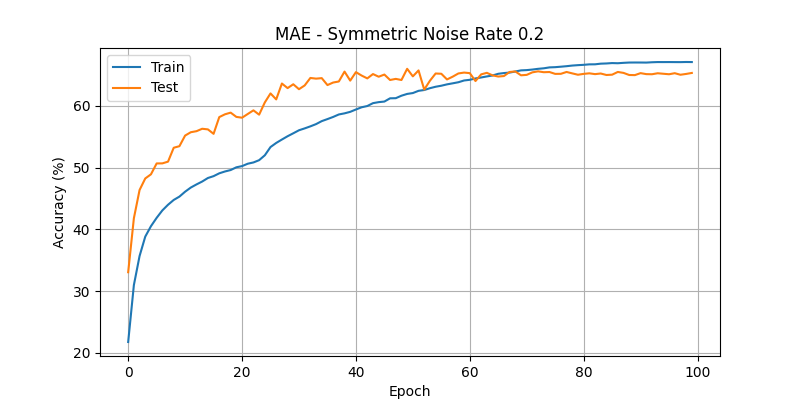 MAE - Symmetric Noise Rate 0.2
Train
Test
Accuracy (%)
60
50
40
30
20
0 20 40 60 80 100
Epoch